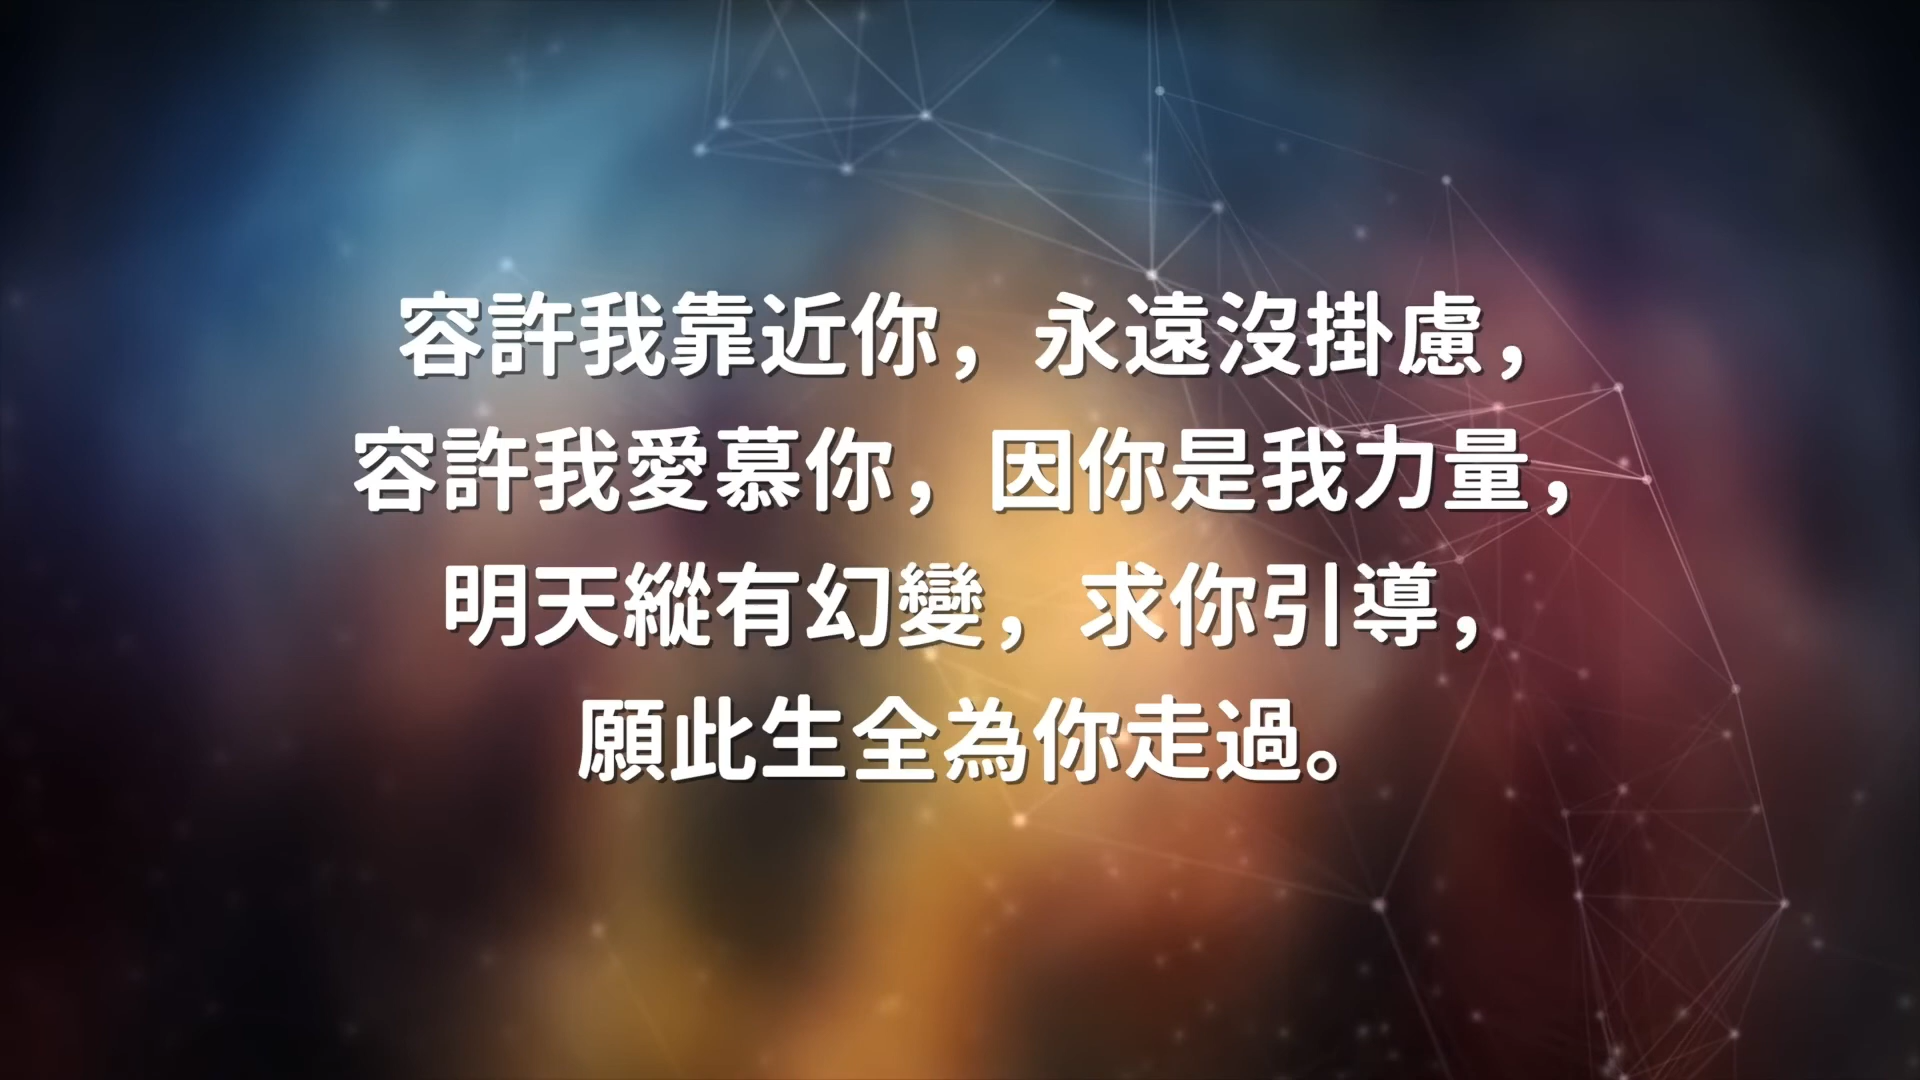 容許我靠近你，永遠沒掛慮，
容許我愛慕你，因你是我力量，
明天縱有幻變，求你引導，
願此生全為你走過。